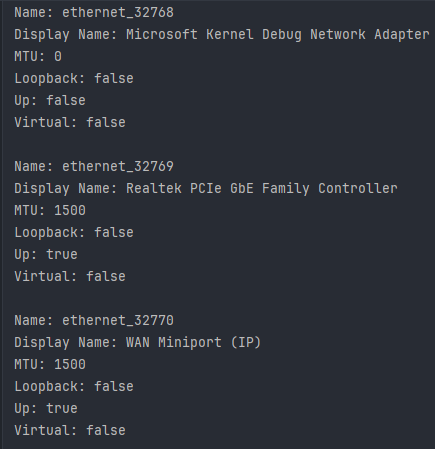 Name: ethernet_32768
Display Name: Microsoft Kernel Debug Network Adapter
MTU: 0
Loopback: false
Up: false
Virtual: false

Name: ethernet_32769
Display Name: Realtek PCIe GbE Family Controller
MTU: 1500
Loopback: false
Up: true
Virtual: false

Name: ethernet_32770
Display Name: WAN Miniport (IP)
MTU: 1500
Loopback: false
Up: true
Virtual: false